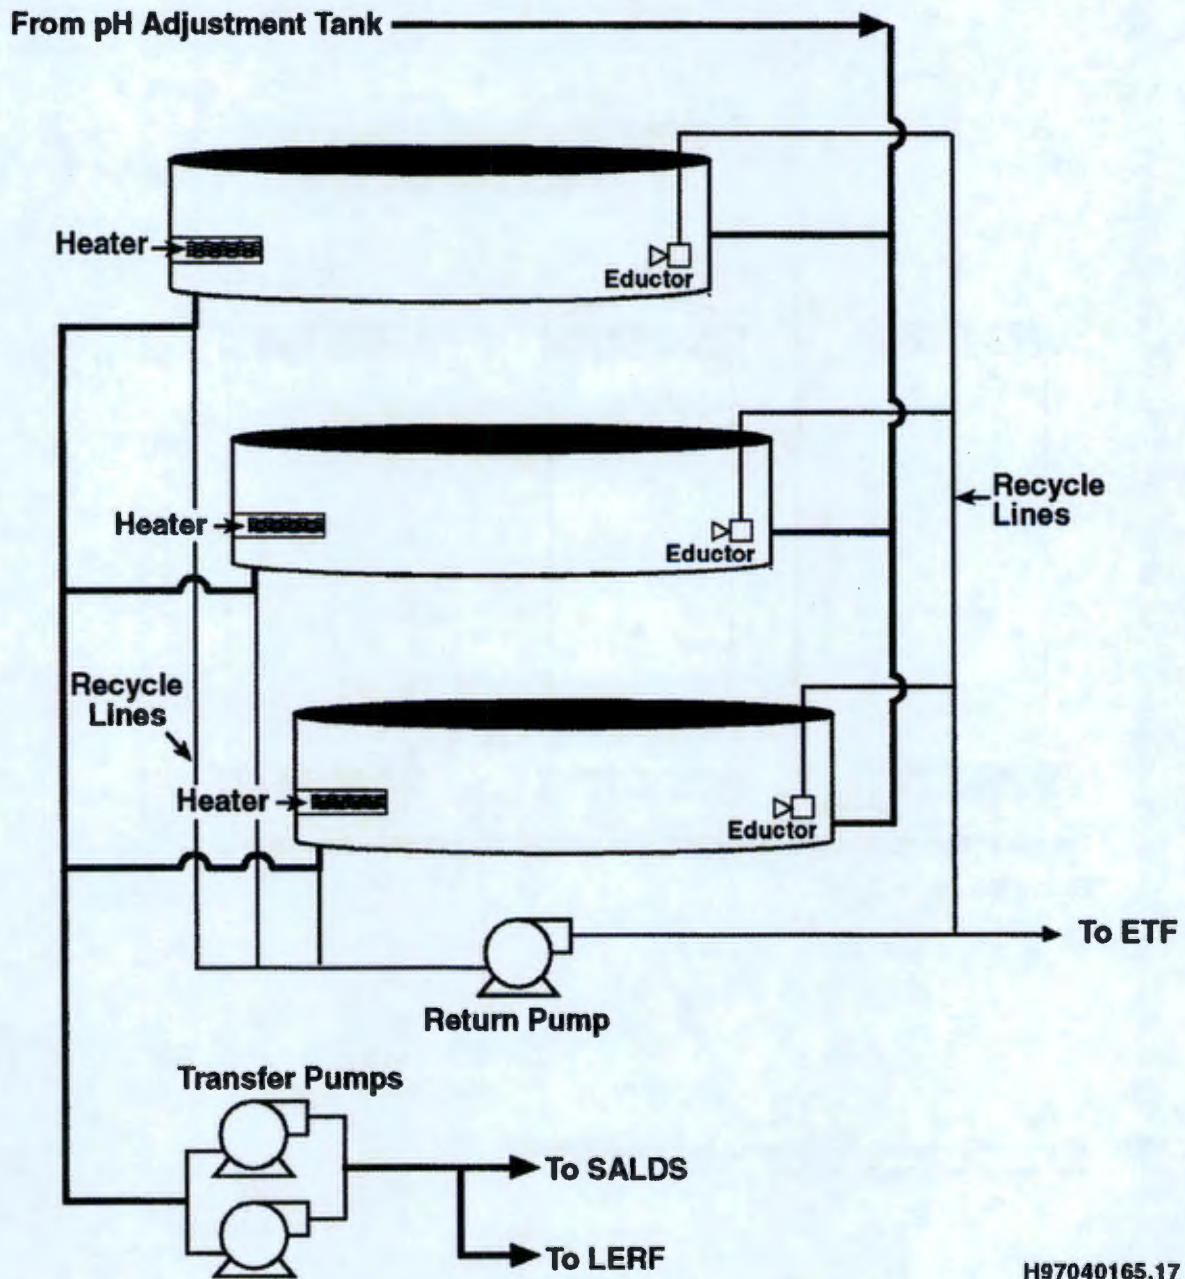 From pH Adjustment Tank
Heater
Eductor
Heater
Eductor
Recycle
Lines
Recycle
Lines
Heater
Eductor
To ETF
Return Pump
Transfer Pumps
To SALDS
To LERF
H97040165.17